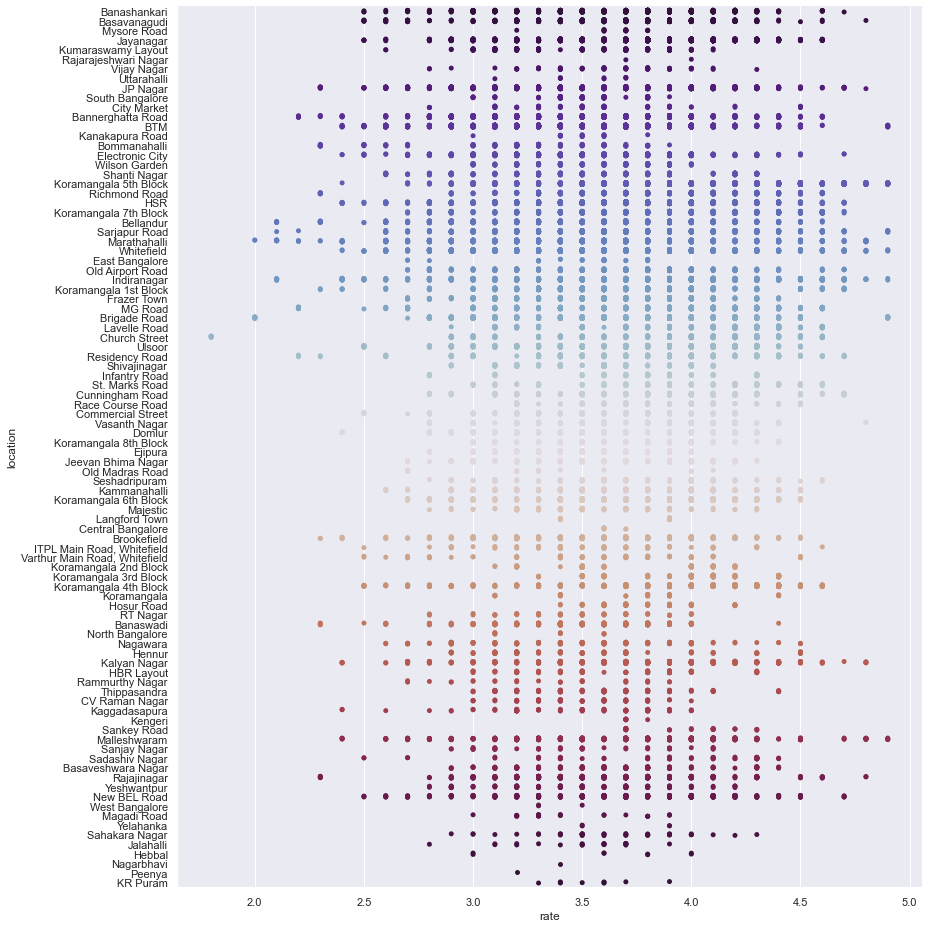 Banashankari
Basavanagudi
Mysore Road
Jayanagar
Kumaraswamy Layout
Rajarajeshwari Nagar
Vijay Nagar
Uttarahalli
JP Nagar
South Bangalore
City Market
Bannerghatta Road
BTM
Kanakapura Road
Bommanahalli
Electronic City
Wilson Garden
Shanti Nagar
Koramangala 5th Block
Richmond Road
HSR
Koramangala 7th Block
Bellandur
Sarjapur Road
Marathahalli
Whitefield
East Bangalore
Old Airport Road
Indiranagar
Koramangala 1st Block
Frazer Town
MG Road
Brigade Road
Lavelle Road
Church Street
Ulsoor
Residency Road
Shivajinagar
Infantry Road
St. Marks Road
Cunningham Road
Race Course Road
Commercial Street
Vasanth Nagar
Domlur
Koramangala 8th Block
Ejipura
Jeevan Bhima Nagar
Old Madras Road
Seshadripuram
Kammanahalli
Koramangala 6th Block
Majestic
Langford Town
Central Bangalore
Brookefield
ITPL Main Road, Whitefield
Varthur Main Road, Whitefield
Koramangala 2nd Block
Koramangala 3rd Block
Koramangala 4th Block
Koramangala
Hosur Road
RT Nagar
Banaswadi
North Bangalore
Nagawara
Hennur
Kalyan Nagar
HBR Layout
Rammurthy Nagar
Thippasandra
CV Raman Nagar
Kaggadasapura
Kengeri
Sankey Road
Malleshwaram
Sanjay Nagar
Sadashiv Nagar
Basaveshwara Nagar
Rajajinagar
Yeshwantpur
New BEL Road
West Bangalore
Magadi Road
Yelahanka
Sahakara Nagar
Jalahalli
Hebbal
Nagarbhavi
Peenya
KR Puram
location
2.0 2.5 3.0 3.5 4.0 4.5 5.0
rate